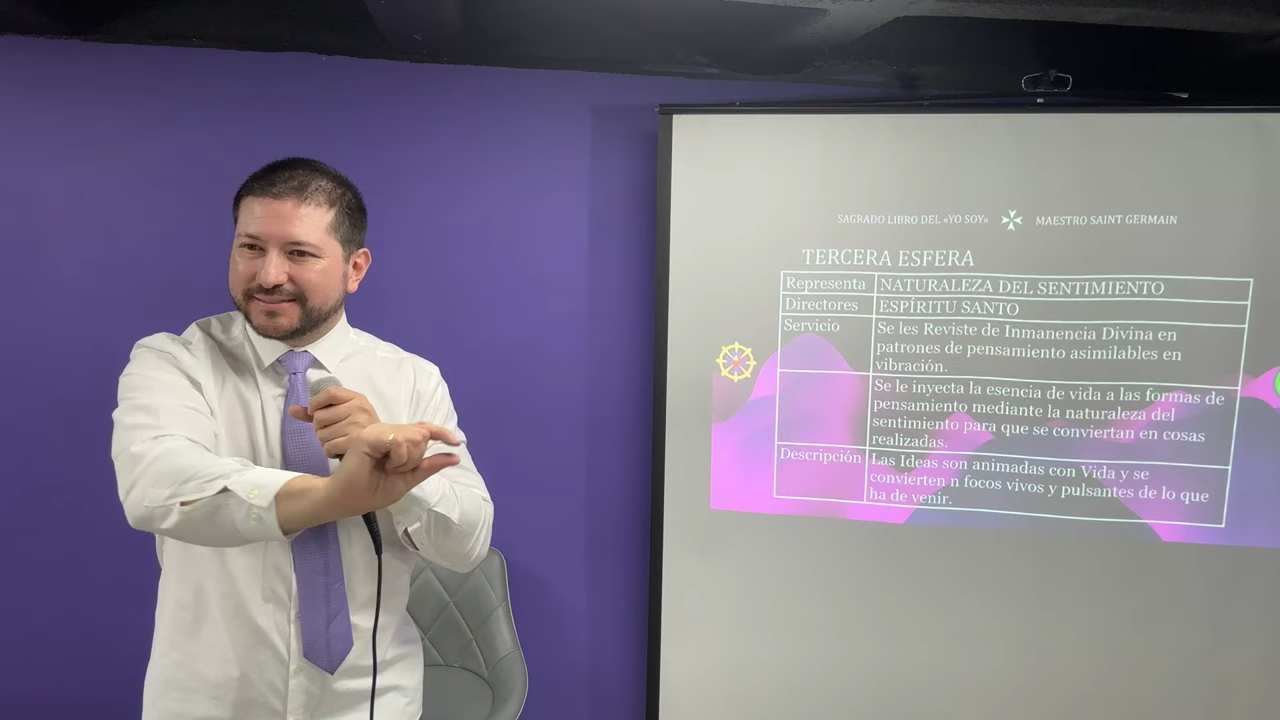 SAGRADO LIBRO DEL «YO SOY» MAESTRO SAINT GERMAIN
TERCERA ESFERA
Representa NATURALEZA DEL SENTIMIENTO
Directores ESPÍRITU SANTO
Servicio Se les Reviste de Inmanencia Divina en
patrones de pensamiento asimilables en
vibración.
Se le inyecta la esencia de vida a las formas de
pensamiento mediante la naturaleza del
sentimiento para que se conviertan en cosas
realizadas.
Descripción Las Ideas son animadas con Vida y se
convierten n focos vivos y pulsantes de lo que
ha de venir.